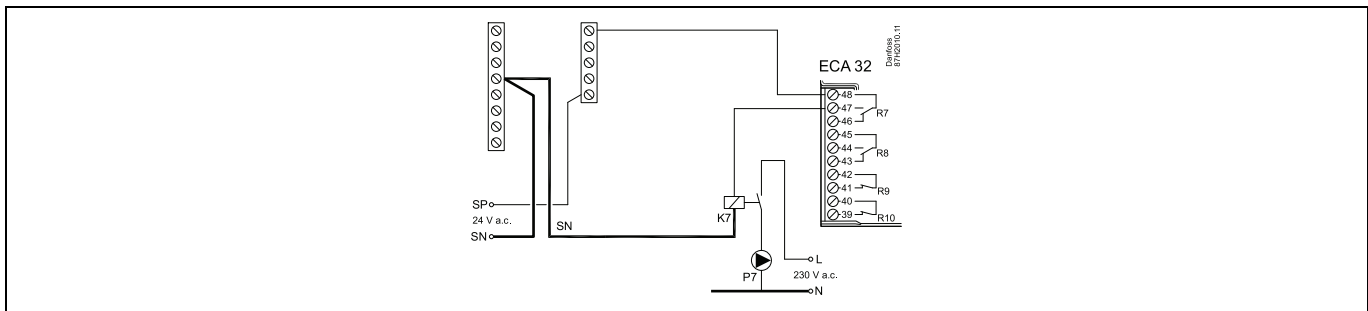 Danfoss
87H2010.11
ECA 32
48
47
R7
46
45
44
R8
43
42
41
R9
40
39
R10
SP
24 V a.c.
SN
SN
K7
P7
L
230 V a.c.
N